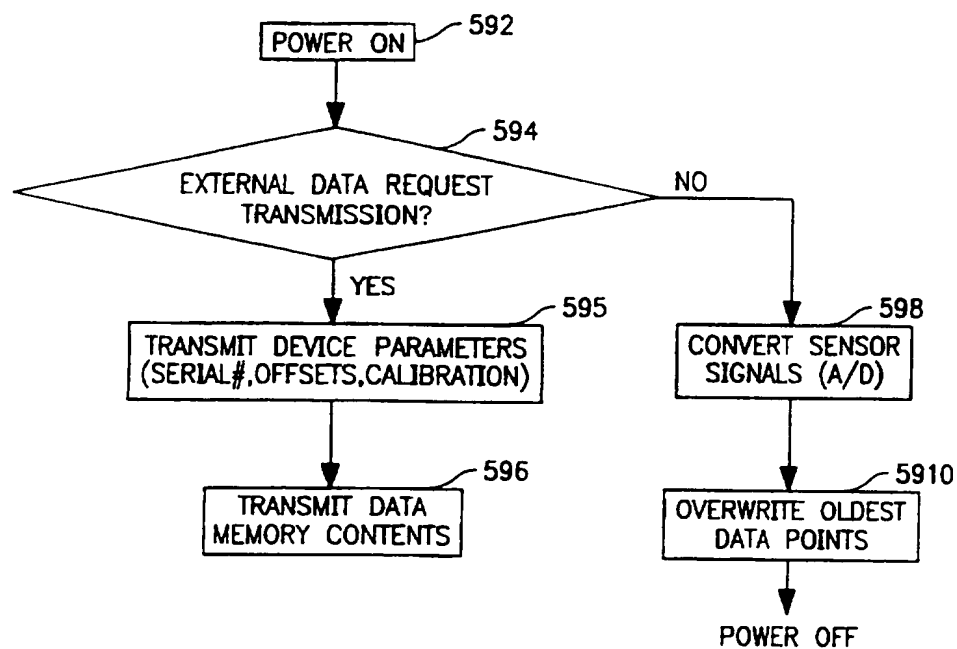 POWER ON
592
594
EXTERNAL DATA REQUEST
TRANSMISSION?
NO
YES
595
TRANSMIT DEVICE PARAMETERS
(SERIAL#,OFFSETS,CALIBRATION)
598
CONVERT SENSOR
SIGNALS (A/D)
596
TRANSMIT DATA
MEMORY CONTENTS
5910
OVERWRITE OLDEST
DATA POINTS
POWER OFF